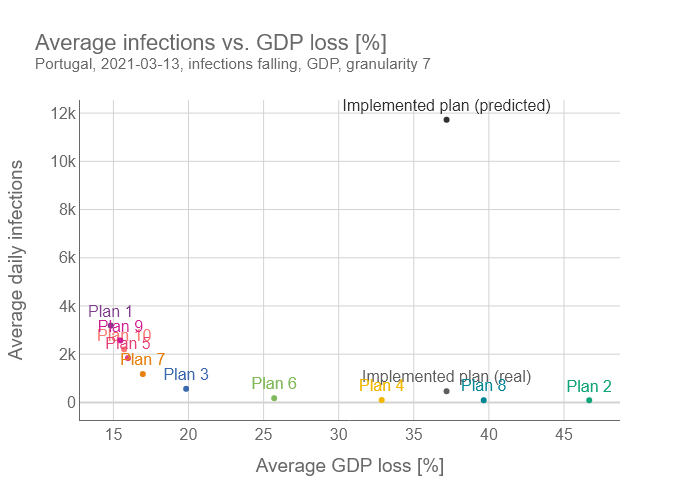 Average infections vs. GDP loss [%]
Portugal, 2021-03-13, infections falling, GDP, granularity 7
Average daily infections
12k
10k
8k
6k
4k
2k
0
Implemented plan (predicted)
Plan 1
Plan 9
Plan 10
Plan 5
Plan 7
Plan 3
Plan 6
Implemented plan (real)
Plan 4
Plan 8
Plan 2
15
20
25
30
35
40
45
Average GDP loss [%]